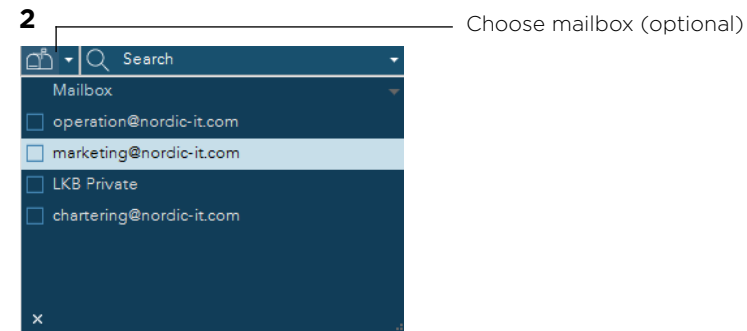 2
Choose mailbox (optional)
Search
Mailbox
operation@nordic-it.com
marketing@nordic-it.com
LKB Private
chartering@nordic-it.com